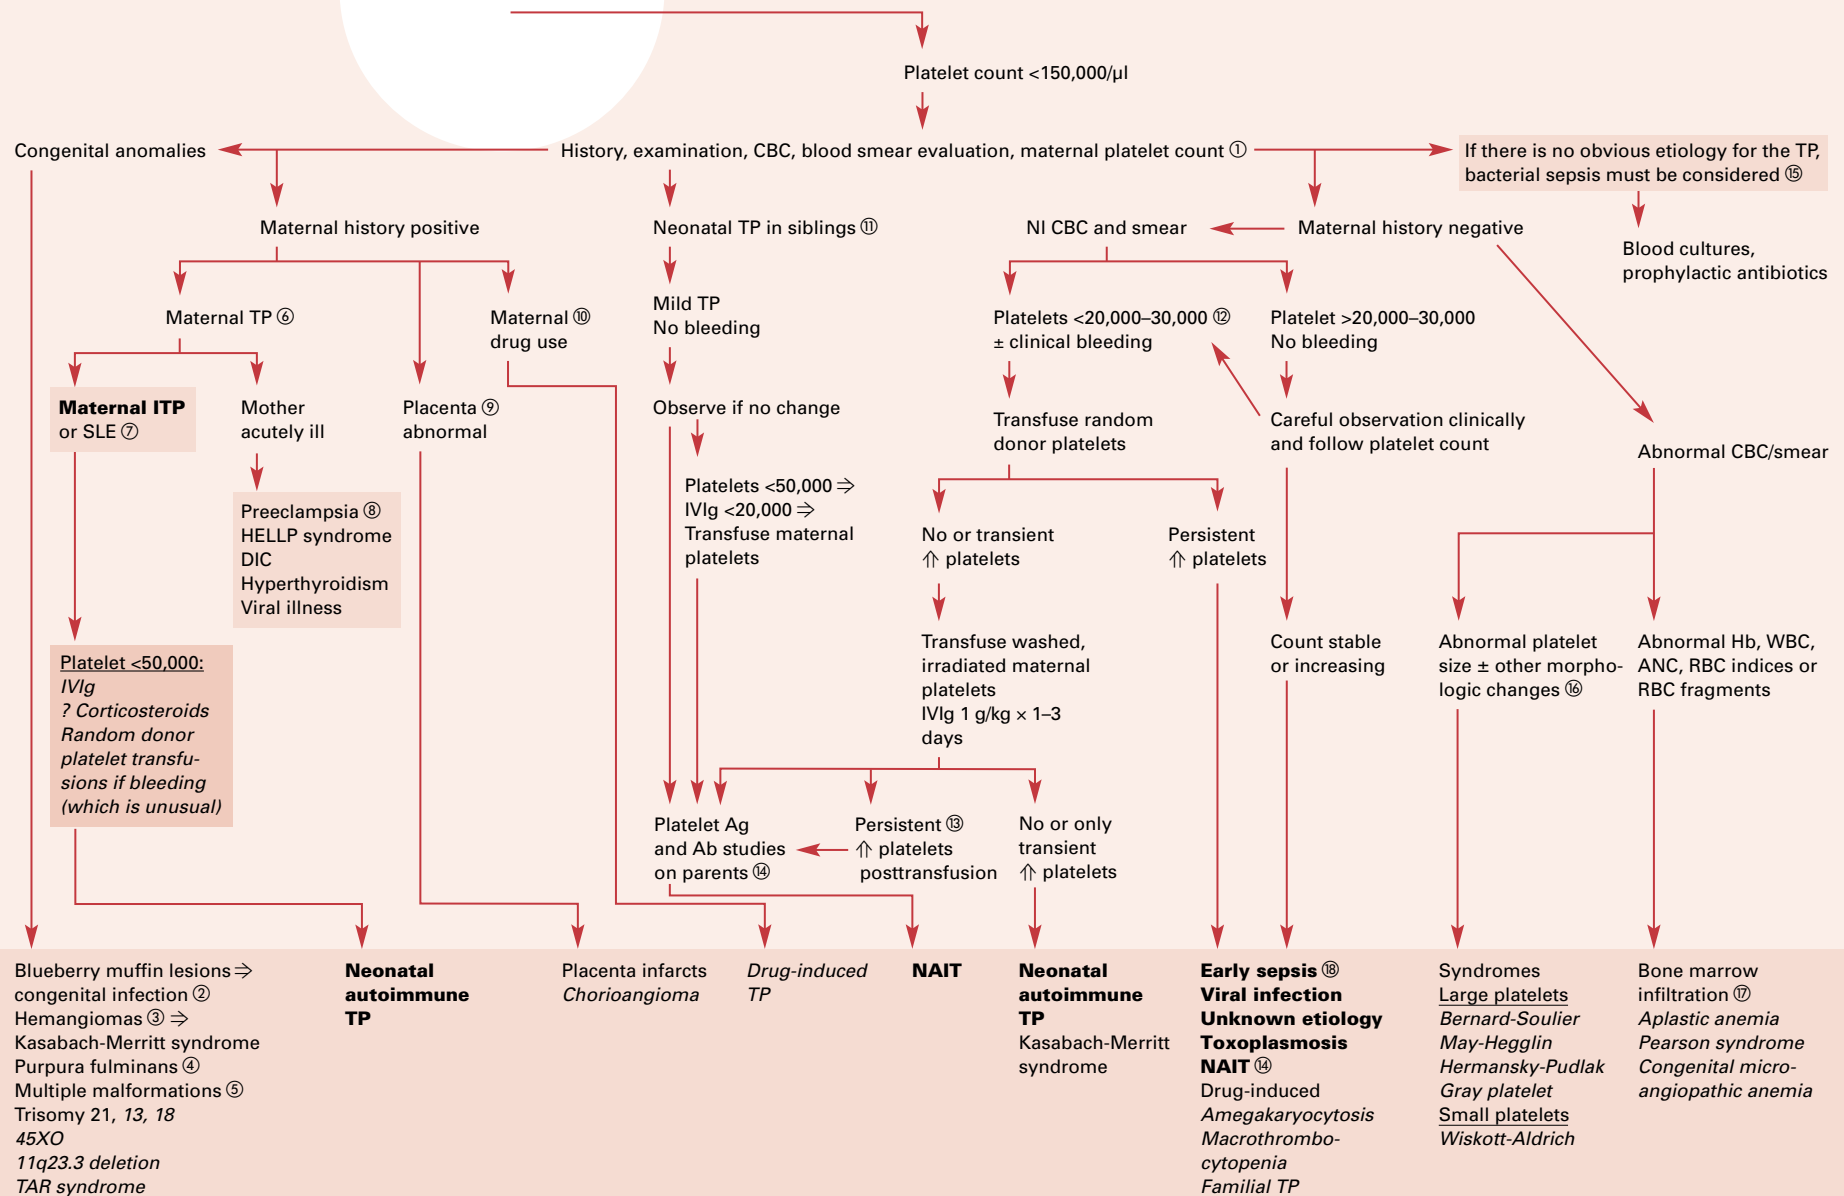 Platelet count <150,000/µl
Congenital anomalies
History, examination, CBC, blood smear evaluation, maternal platelet count ①
If there is no obvious etiology for the TP,
bacterial sepsis must be considered ⑮
Blood cultures,
prophylactic antibiotics
Maternal history positive
Neonatal TP in siblings ⑪
Nl CBC and smear
Maternal history negative
Maternal TP ⑥
Maternal ⑩
drug use
Mild TP
No bleeding
Platelets <20,000–30,000 ⑫
± clinical bleeding
Platelet >20,000–30,000
No bleeding
Maternal ITP
or SLE ⑦
Mother
acutely ill
Placenta ⑨
abnormal
Observe if no change
Transfuse random
donor platelets
Careful observation clinically
and follow platelet count
Abnormal CBC/smear
Preeclampsia ⑧
HELLP syndrome
DIC
Hyperthyroidism
Viral illness
Platelets <50,000 ⇒
IVIg <20,000 ⇒
Transfuse maternal
platelets
No or transient
⇑ platelets
Persistent
⇑ platelets
Platelet <50,000:
IVIg
? Corticosteroids
Random donor
platelet transfu-
sions if bleeding
(which is unusual)
Transfuse washed,
irradiated maternal
platelets
IVIg 1 g/kg × 1–3
days
Count stable
or increasing
Abnormal platelet
size ± other morpho-
logic changes ⑯
Abnormal Hb, WBC,
ANC, RBC indices or
RBC fragments
Platelet Ag
and Ab studies
on parents ⑭
Persistent ⑬
⇑ platelets
posttransfusion
No or only
transient
⇑ platelets
Blueberry muffin lesions ⇒
congenital infection ②
Hemangiomas ③ ⇒
Kasabach-Merritt syndrome
Purpura fulminans ④
Multiple malformations ⑤
Trisomy 21, 13, 18
45XO
11q23.3 deletion
TAR syndrome
Neonatal
autoimmune
TP
Placenta infarcts
Chorioangioma
Drug-induced
TP
NAIT
Neonatal
autoimmune
TP
Kasabach-Merritt
syndrome
Early sepsis ⑱
Viral infection
Unknown etiology
Toxoplasmosis
NAIT ⑭
Drug-induced
Amegakaryocytosis
Macrothrombo-
cytopenia
Familial TP
Syndromes
Large platelets
Bernard-Soulier
May-Hegglin
Hermansky-Pudlak
Gray platelet
Small platelets
Wiskott-Aldrich
Bone marrow
infiltration ⑰
Aplastic anemia
Pearson syndrome
Congenital micro-
angiopathic anemia